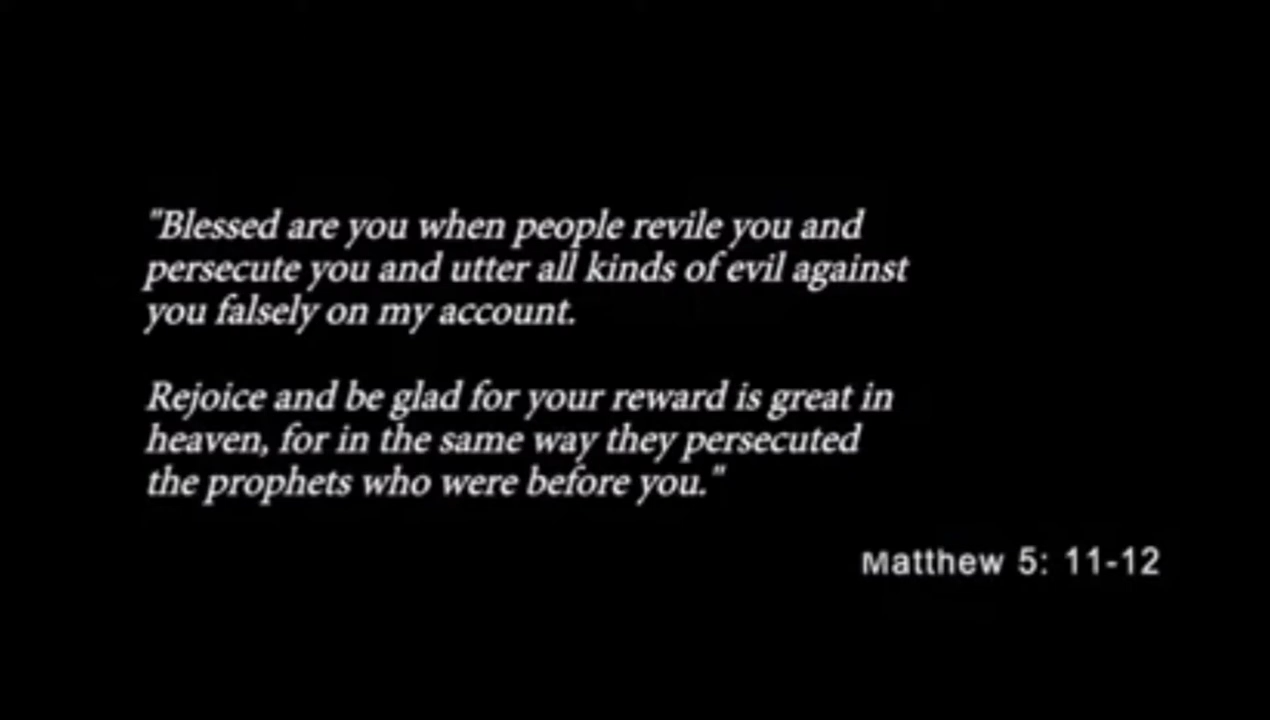 "Blessed are you when people revile you and
persecute you and utter all kinds of evil against
you falsely on my account.
Rejoice and be glad for your reward is great in
heaven, for in the same way they persecuted
the prophets who were before you."
Matthew 5: 11-12